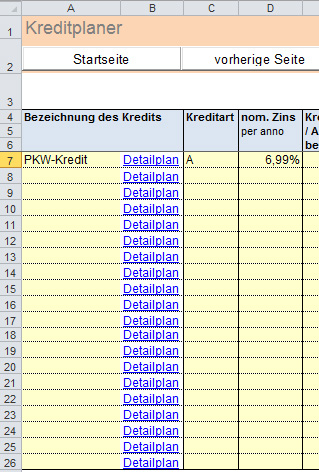 A B C D
1 Kreditplaner
2 Startseite vorherige Seite
3
4 Bezeichnung des Kredits Kreditart nom. Zins Kre
5 per anno / A
6 be
7 PKW-Kredit Detailplan A 6,99%
8 Detailplan
9 Detailplan
10 Detailplan
11 Detailplan
12 Detailplan
13 Detailplan
14 Detailplan
15 Detailplan
16 Detailplan
17 Detailplan
18 Detailplan
19 Detailplan
20 Detailplan
21 Detailplan
22 Detailplan
23 Detailplan
24 Detailplan
25 Detailplan
26 Detailplan